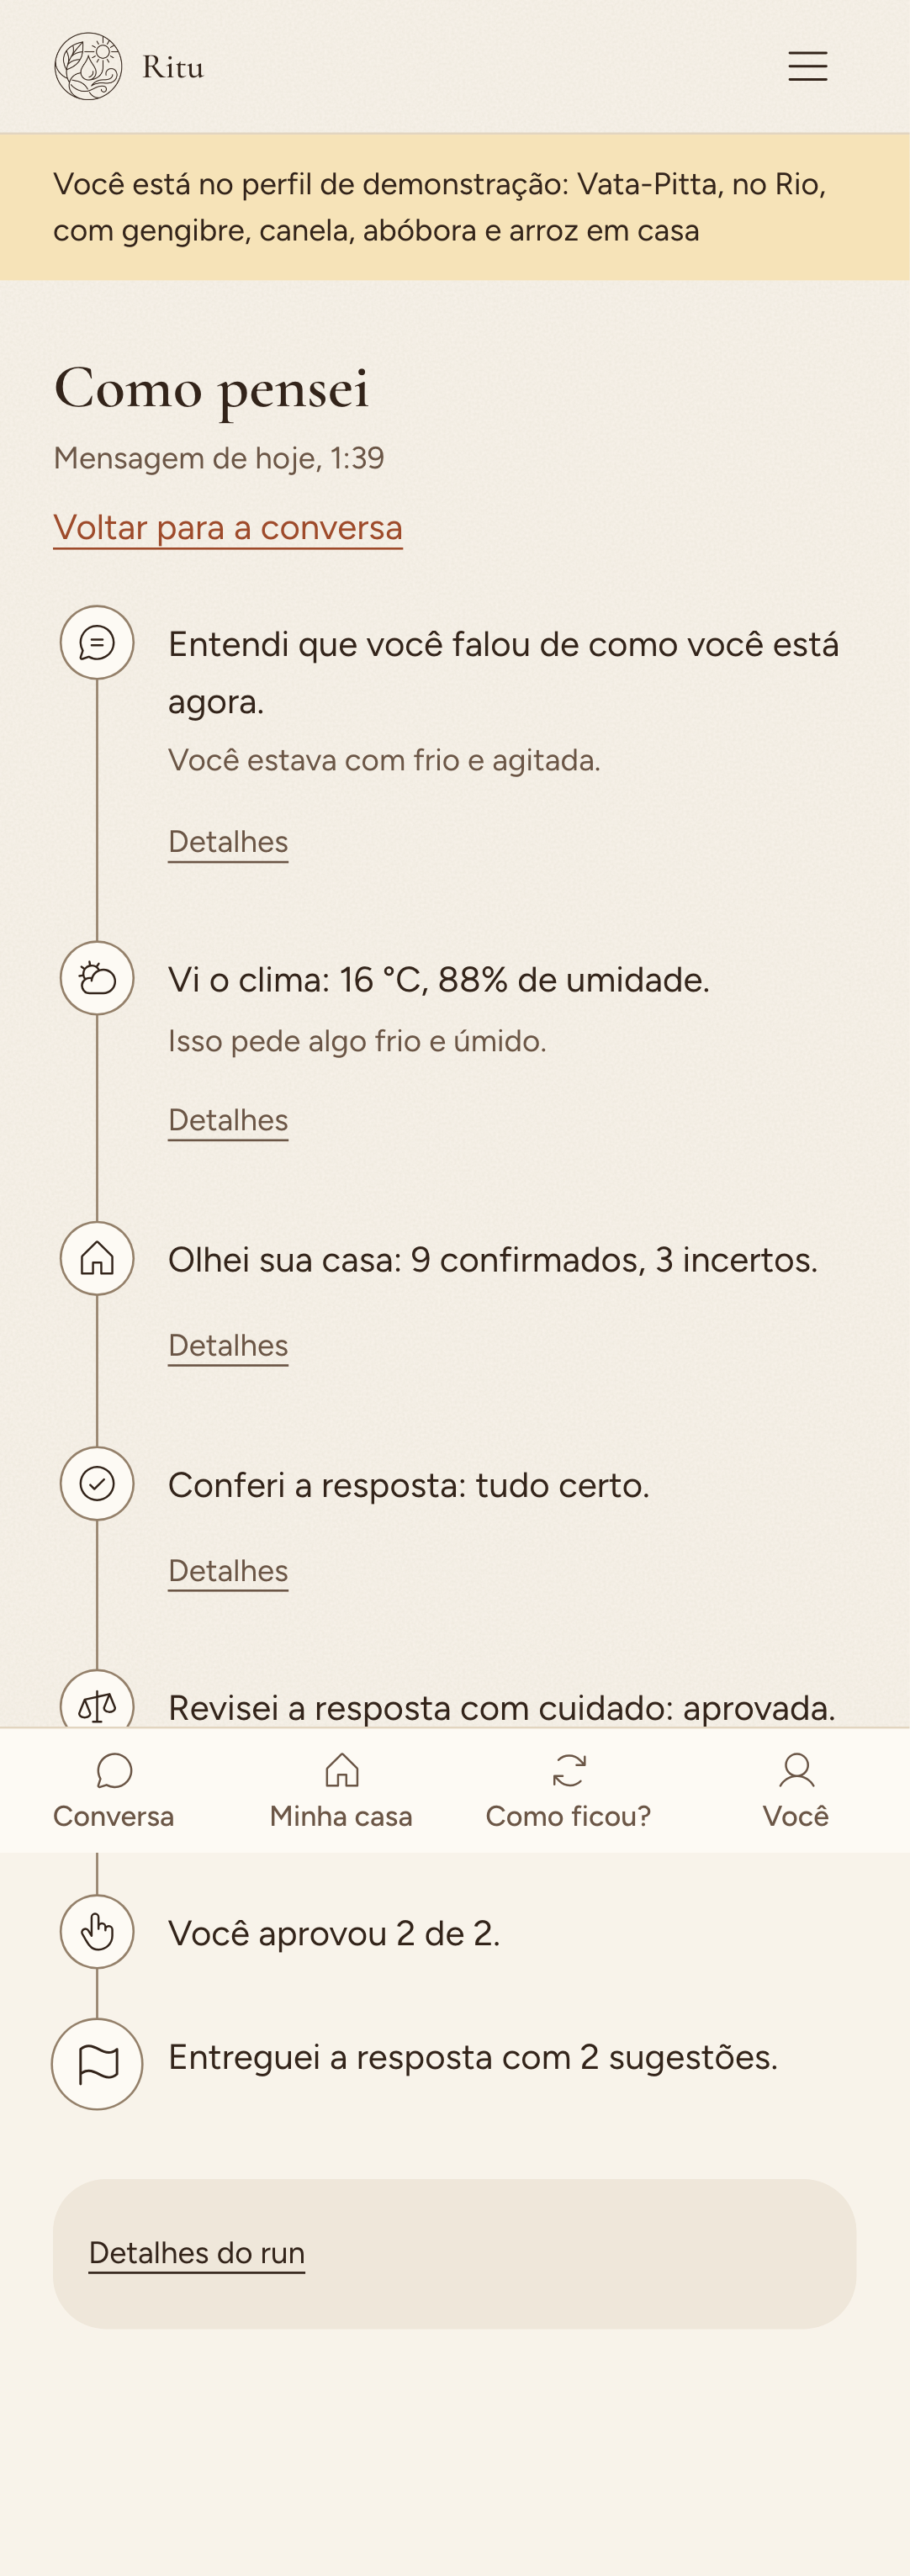 Ritu
Você está no perfil de demonstração: Vata-Pitta, no Rio,
com gengibre, canela, abóbora e arroz em casa
Como pensei
Mensagem de hoje, 1:39
Voltar para a conversa
Entendi que você falou de como você está
agora.
Você estava com frio e agitada.
Detalhes
Vi o clima: 16 °C, 88% de umidade.
Isso pede algo frio e úmido.
Detalhes
Olhei sua casa: 9 confirmados, 3 incertos.
Detalhes
Conferi a resposta: tudo certo.
Detalhes
Revisei a resposta com cuidado: aprovada.
Conversa
Minha casa
Como ficou?
Você
Você aprovou 2 de 2.
Entreguei a resposta com 2 sugestões.
Detalhes do run